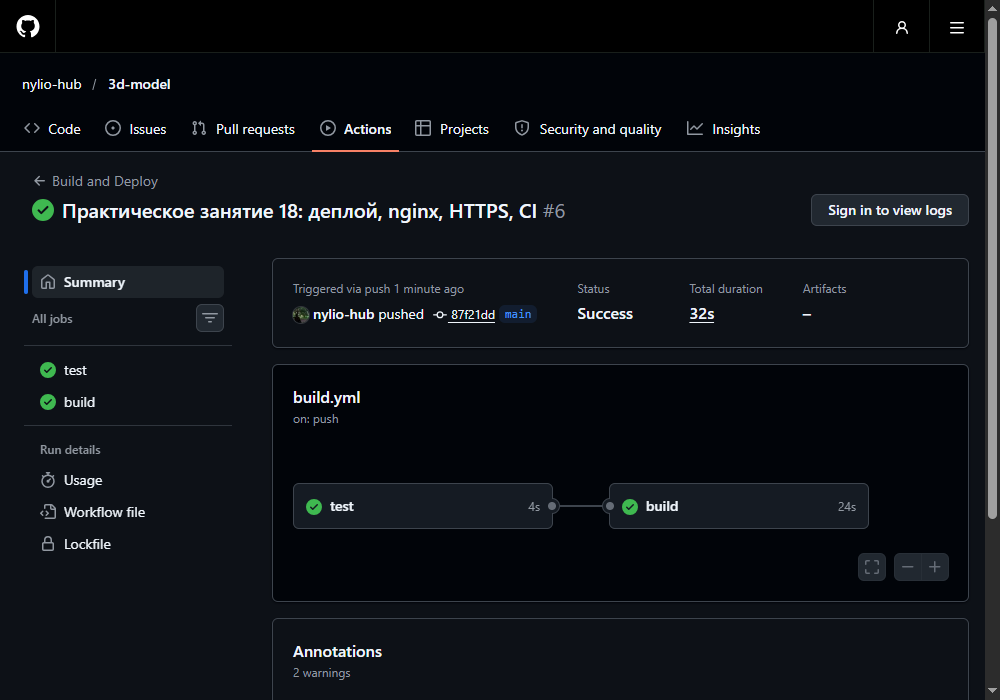 nylio-hub / 3d-model
Code Issues Pull requests Actions Projects Security and quality Insights
Build and Deploy
Практическое занятие 18: деплой, nginx, HTTPS, CI #6
Sign in to view logs
Summary
All jobs
test
build
Run details
Usage
Workflow file
Lockfile
Triggered via push 1 minute ago
nylio-hub pushed 87f21dd main
Status
Success
Total duration
32s
Artifacts
–
build.yml
on: push
test 4s
build 24s
Annotations
2 warnings